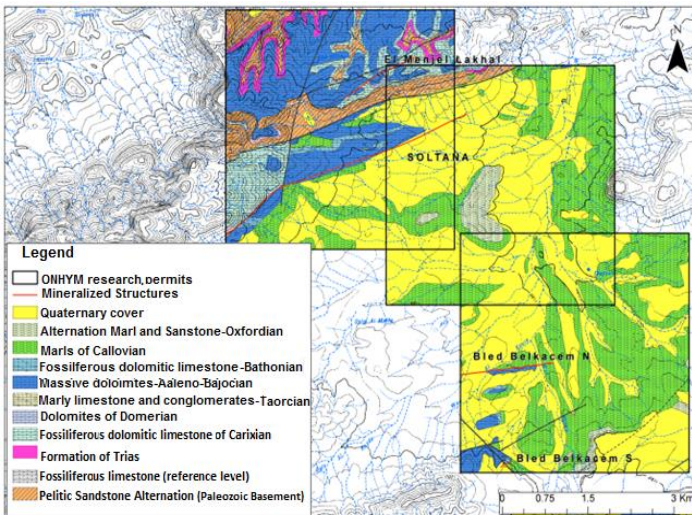 N
El Menjel Lakhal
SOLTANA
Legend
ONHYM research permits
Mineralized Structures
Quaternary cover
Alternation Marl and Sanstone-Oxfordian
Marls of Callovian
Fossilferous dolomitic limestone-Bathonian
Massive doloimtes-Aaleno-Bajocian
Marly limestone and conglomerates-Taorcian
Dolomites of Domerian
Fossiliferous dolomitic limestone of Carixian
Formation of Trias
Fossiliferous limestone (reference level)
Pelitic Sandstone Alternation (Paleozoic Basement)
Bled Belkacem N
Bled Belkacem S
0 0.75 1.5 3 Km